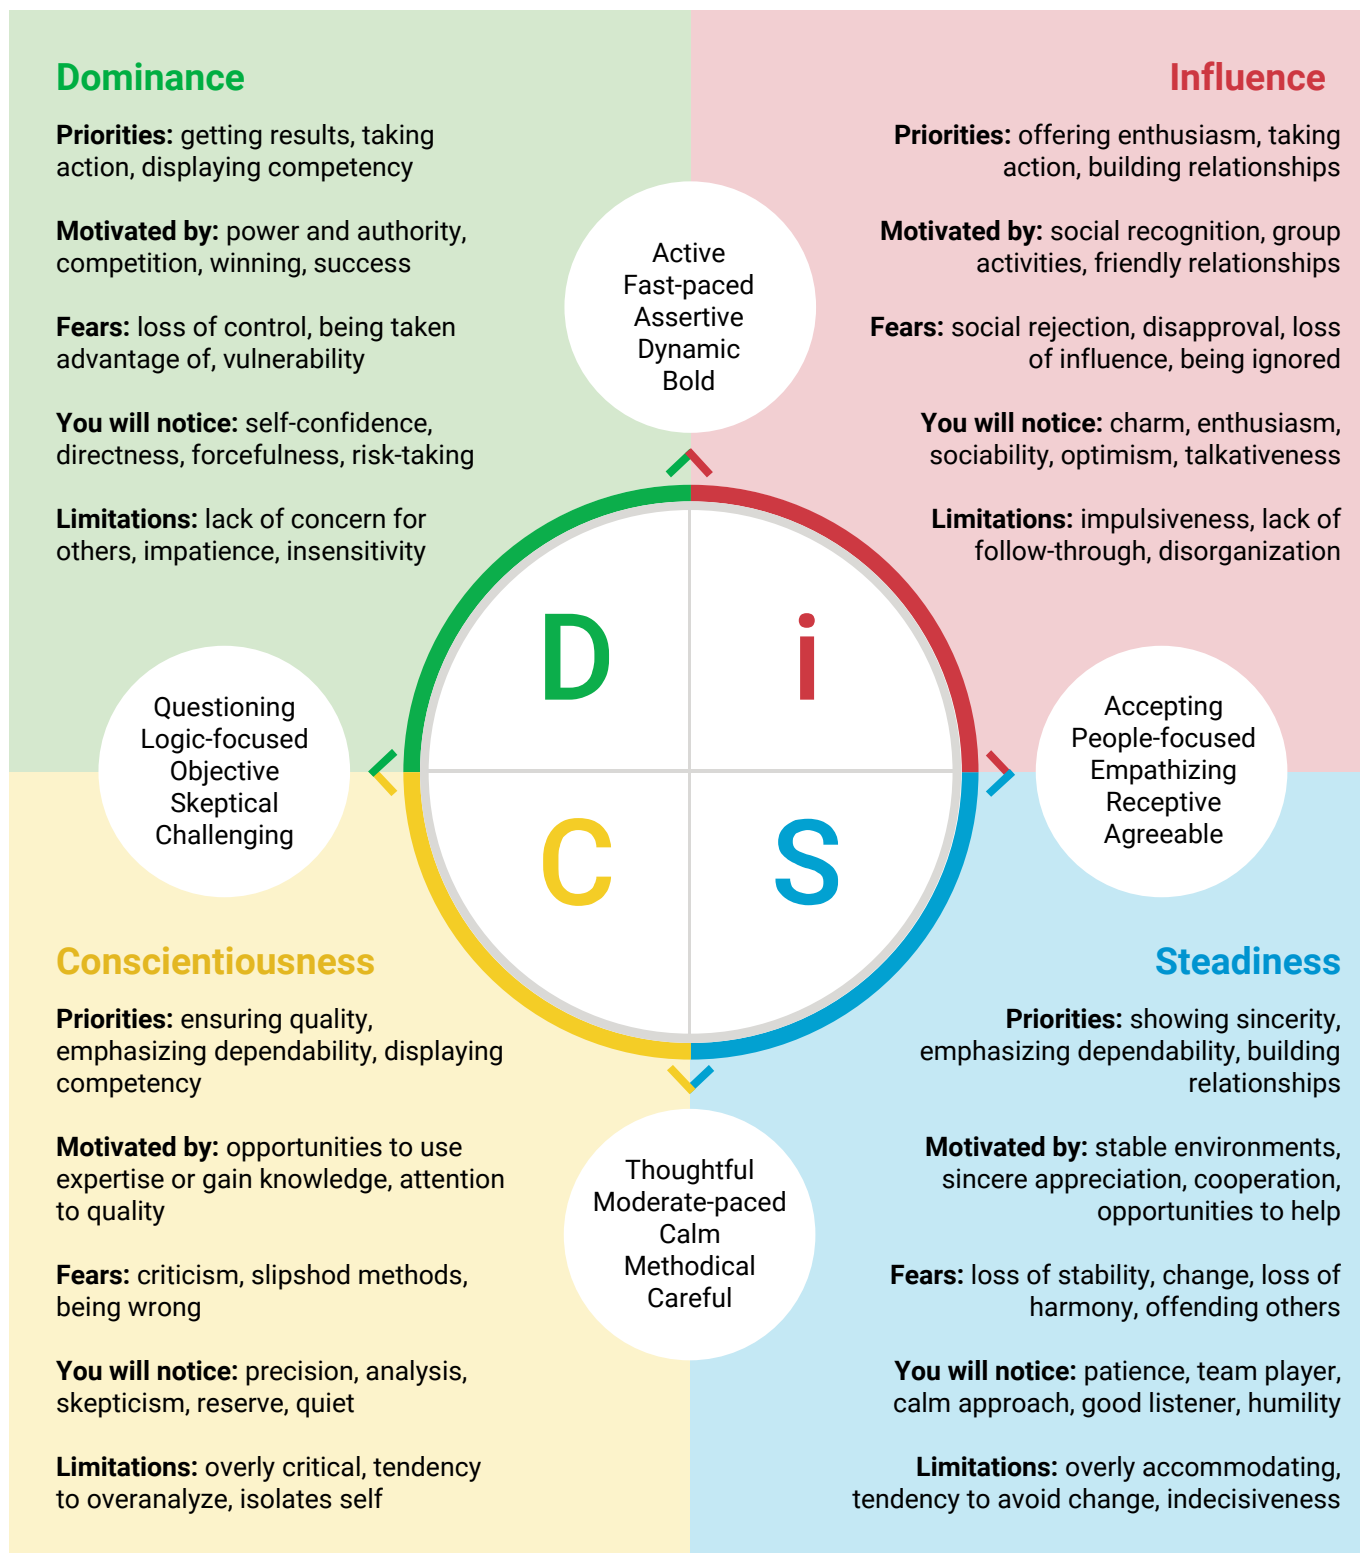 Dominance
Priorities: getting results, taking
action, displaying competency
Motivated by: power and authority,
competition, winning, success
Fears: loss of control, being taken
advantage of, vulnerability
You will notice: self-confidence,
directness, forcefulness, risk-taking
Limitations: lack of concern for
others, impatience, insensitivity
Influence
Priorities: offering enthusiasm, taking
action, building relationships
Motivated by: social recognition, group
activities, friendly relationships
Fears: social rejection, disapproval, loss
of influence, being ignored
You will notice: charm, enthusiasm,
sociability, optimism, talkativeness
Limitations: impulsiveness, lack of
follow-through, disorganization
Active
Fast-paced
Assertive
Dynamic
Bold
D
i
C
S
Questioning
Logic-focused
Objective
Skeptical
Challenging
Accepting
People-focused
Empathizing
Receptive
Agreeable
Conscientiousness
Priorities: ensuring quality,
emphasizing dependability, displaying
competency
Motivated by: opportunities to use
expertise or gain knowledge, attention
to quality
Fears: criticism, slipshod methods,
being wrong
You will notice: precision, analysis,
skepticism, reserve, quiet
Limitations: overly critical, tendency
to overanalyze, isolates self
Thoughtful
Moderate-paced
Calm
Methodical
Careful
Steadiness
Priorities: showing sincerity,
emphasizing dependability, building
relationships
Motivated by: stable environments,
sincere appreciation, cooperation,
opportunities to help
Fears: loss of stability, change, loss of
harmony, offending others
You will notice: patience, team player,
calm approach, good listener, humility
Limitations: overly accommodating,
tendency to avoid change, indecisiveness